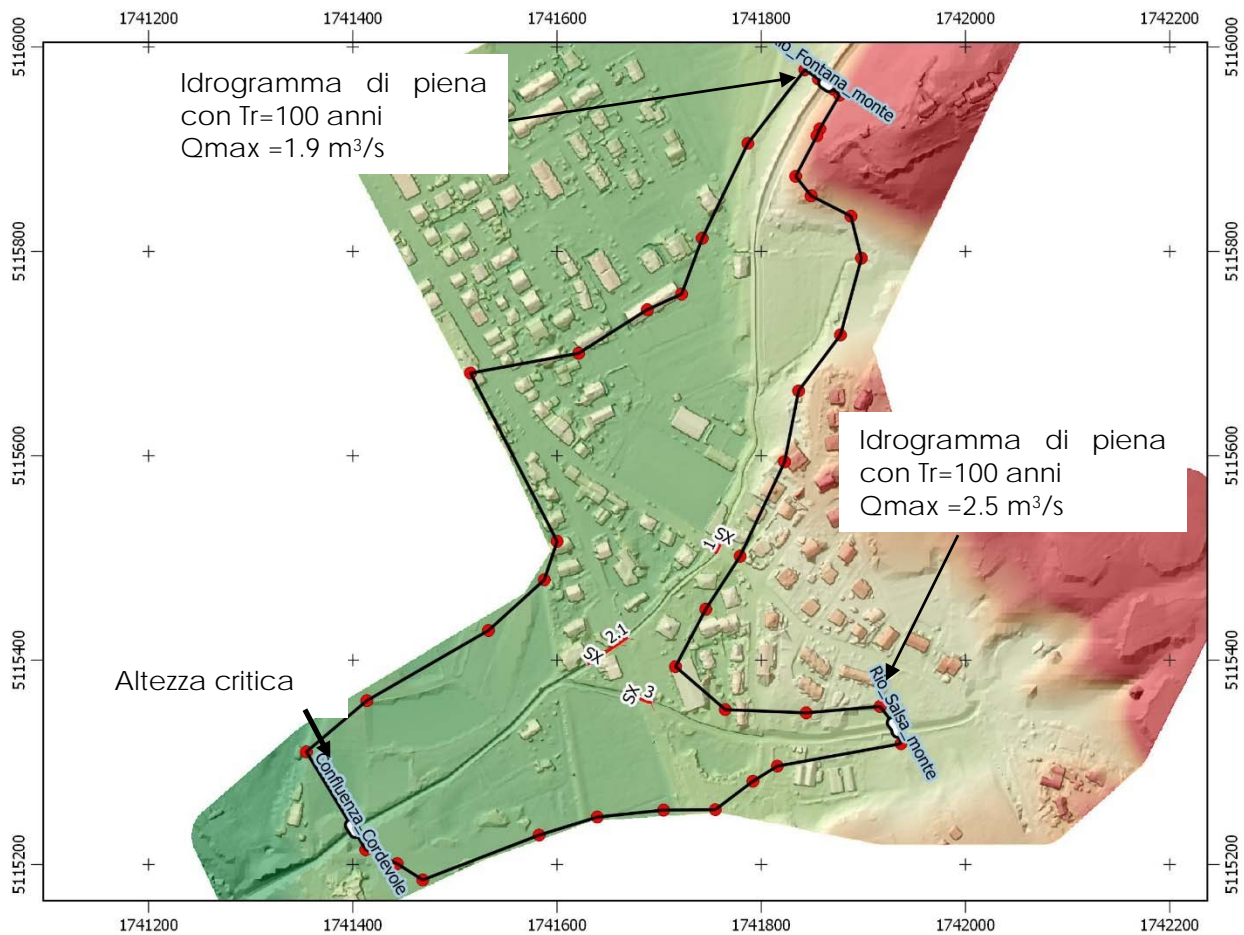 1741200 1741400 1741600 1741800 1742000 1742200
5116000 5116000
Idrogramma di piena
con Tr=100 anni
Qmax =1.9 m³/s
io_Fontana_monte
5115800 5115800
Idrogramma di piena
con Tr=100 anni
Qmax =2.5 m³/s
5115600 5115600
1 SX
SX 2.1
SX 3
5115400 5115400
Rio_Salsa_monte
Altezza critica
Confluenza_Cordevole
5115200 5115200
1741200 1741400 1741600 1741800 1742000 1742200